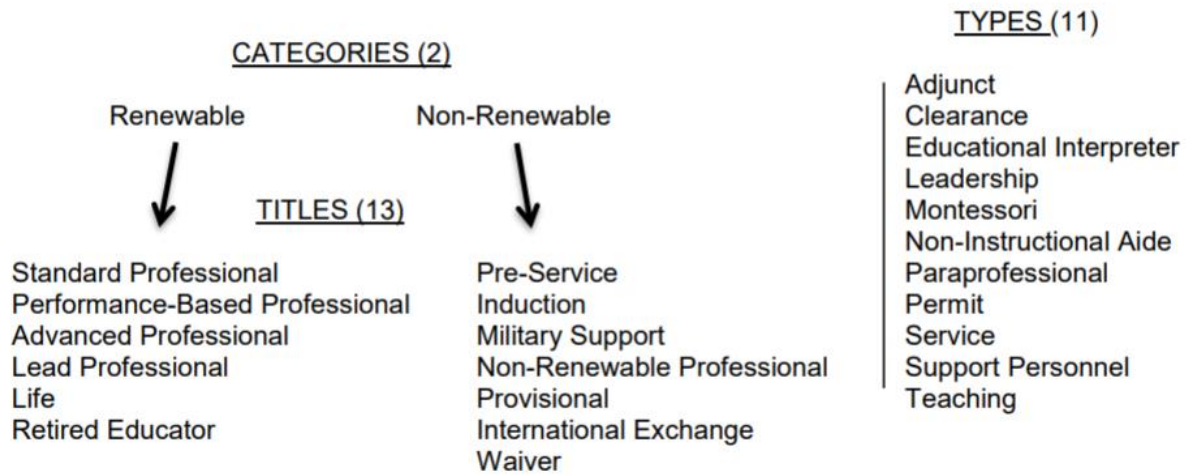 CATEGORIES (2)
Renewable
Non-Renewable
TITLES (13)
Standard Professional
Performance-Based Professional
Advanced Professional
Lead Professional
Life
Retired Educator
Pre-Service
Induction
Military Support
Non-Renewable Professional
Provisional
International Exchange
Waiver
TYPES (11)
Adjunct
Clearance
Educational Interpreter
Leadership
Montessori
Non-Instructional Aide
Paraprofessional
Permit
Service
Support Personnel
Teaching